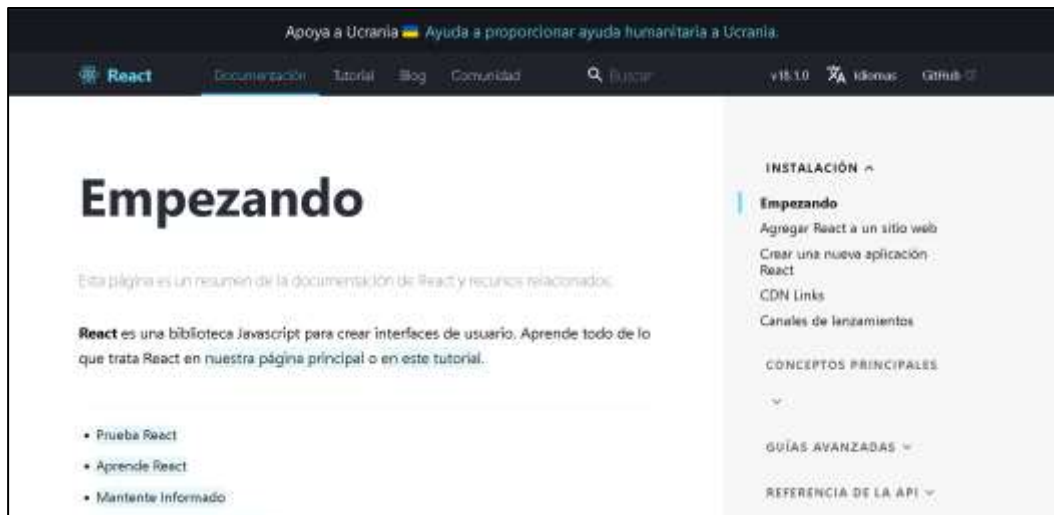 Apoya a Ucrania 🇺🇦 Ayuda a proporcionar ayuda humanitaria a Ucrania.
React Documentación Tutorial Blog Comunidad Buscar v18.1.0 Idiomas GitHub
Empezando
Esta página es un resumen de la documentación de React y recursos relacionados.
React es una biblioteca Javascript para crear interfaces de usuario. Aprende todo de lo
que trata React en nuestra página principal o en este tutorial.
• Prueba React
• Aprende React
• Mantente Informado
INSTALACIÓN
Empezando
Agregar React a un sitio web
Crear una nueva aplicación
React
CDN Links
Canales de lanzamientos
CONCEPTOS PRINCIPALES
GUÍAS AVANZADAS
REFERENCIA DE LA API